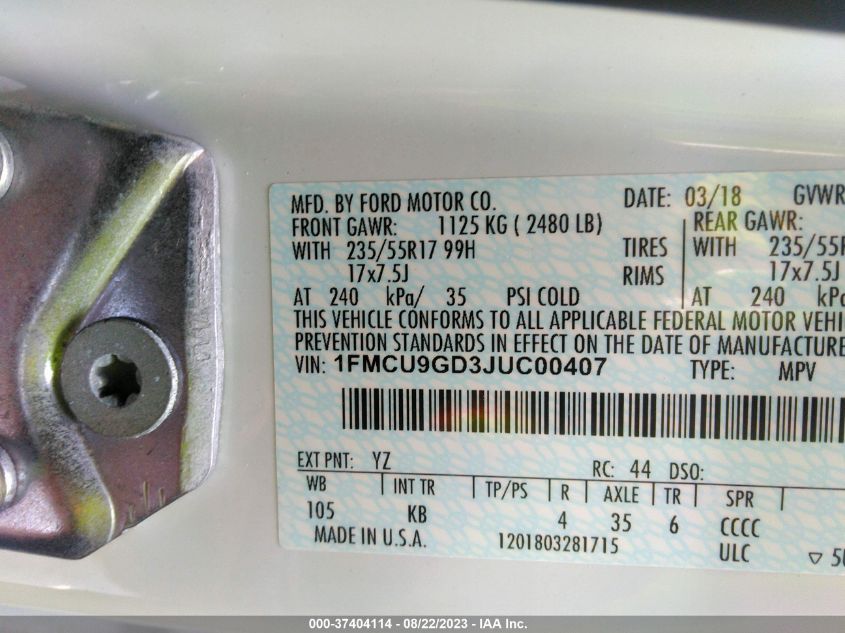 MFD. BY FORD MOTOR CO. DATE: 03/18 GVWR
FRONT GAWR: 1125 KG ( 2480 LB) REAR GAWR:
WITH 235/55R17 99H TIRES WITH 235/55R
17x7.5J RIMS 17x7.5J
AT 240 kPa/ 35 PSI COLD AT 240 kP
THIS VEHICLE CONFORMS TO ALL APPLICABLE FEDERAL MOTOR VEHI
PREVENTION STANDARDS IN EFFECT ON THE DATE OF MANUFACTURE
VIN: 1FMCU9GD3JUC00407 TYPE: MPV
EXT PNT: YZ RC: 44 DSO:
WB INT TR TP/PS R AXLE TR SPR
105 KB 4 35 6 CCCC
MADE IN U.S.A. 1201803281715 ULC ▽ 50
000-37404114 - 08/22/2023 - IAA Inc.